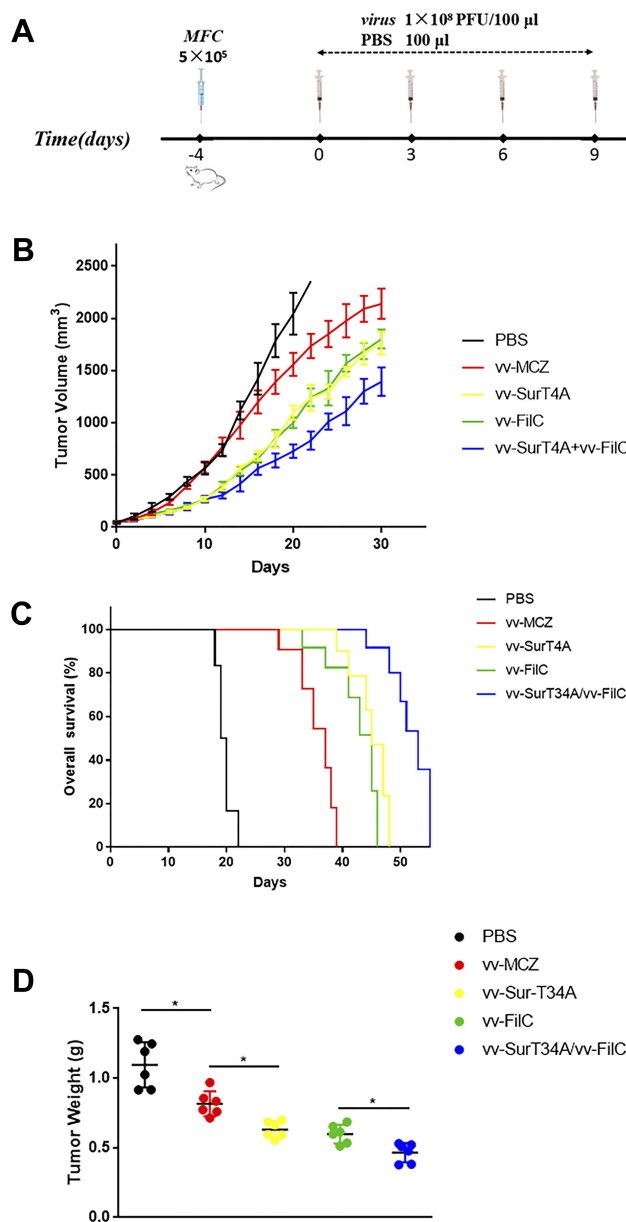 A
MFC
5×10⁵
virus 1×10⁸ PFU/100 µl
PBS 100 µl
Time(days)
-4
0
3
6
9
B
Tumor Volume (mm³)
2500
2000
1500
1000
500
0
0
10
20
30
Days
PBS
vv-MCZ
vv-SurT4A
vv-FilC
vv-SurT4A+vv-FilC
C
Overall survival (%)
100
80
60
40
20
0
0
10
20
30
40
50
Days
PBS
vv-MCZ
vv-SurT4A
vv-FilC
vv-SurT34A/vv-FilC
D
Tumor Weight (g)
1.5
1.0
0.5
0.0
*
*
*
PBS
vv-MCZ
vv-Sur-T34A
vv-FilC
vv-SurT34A/vv-FilC